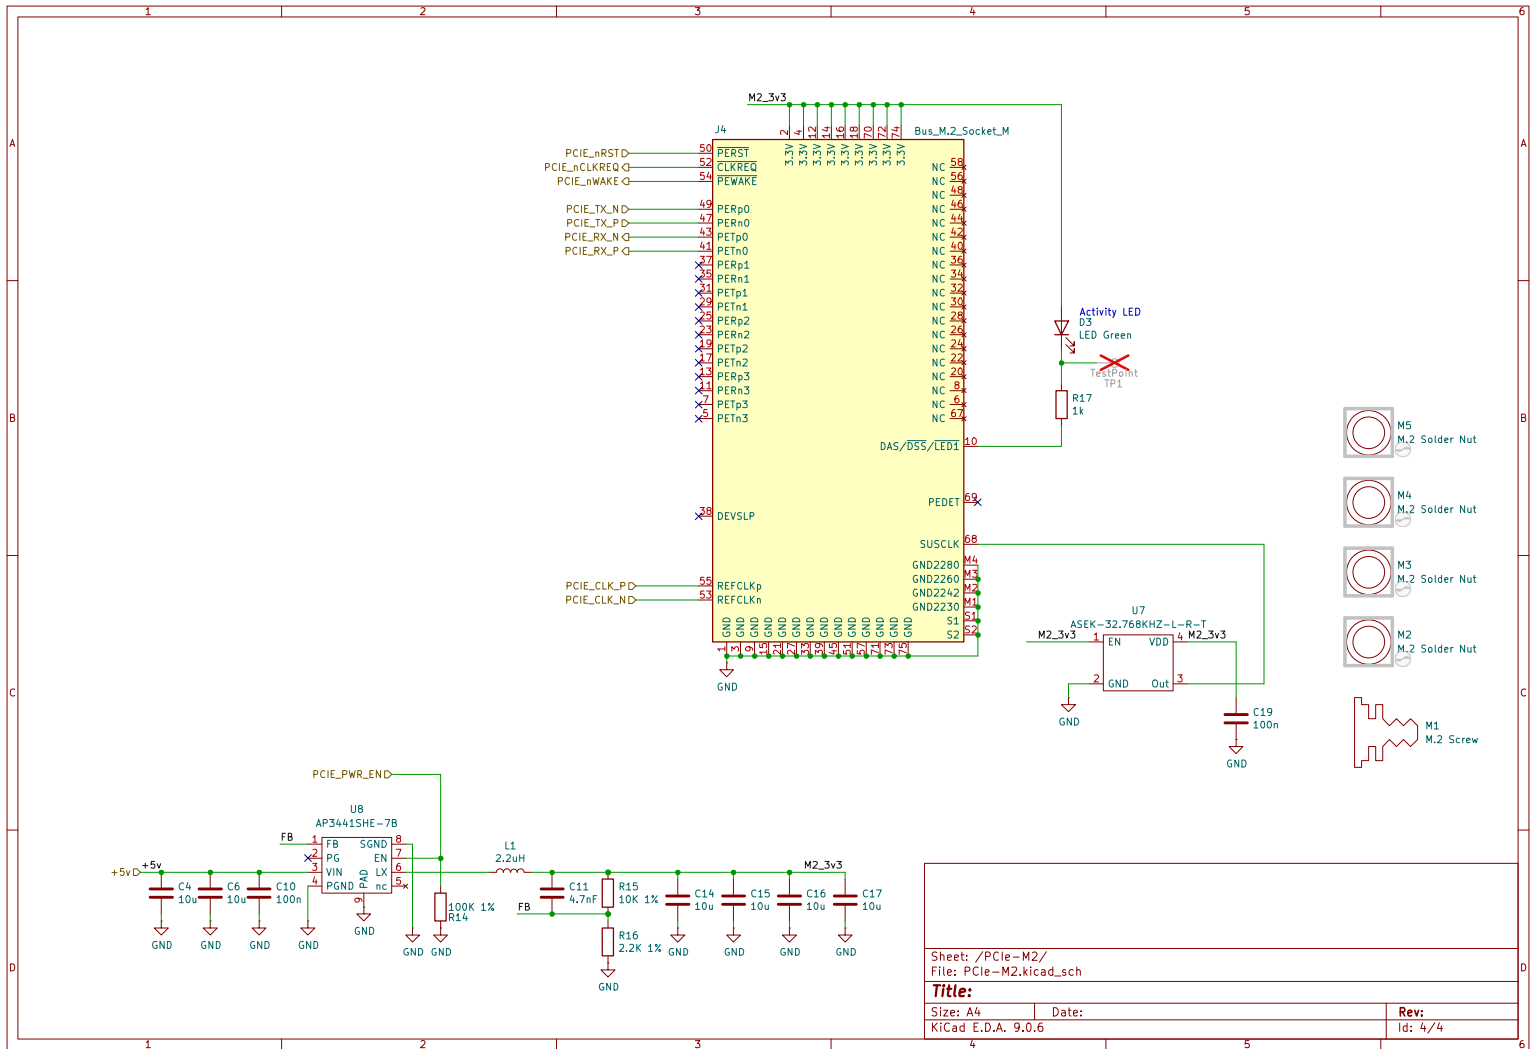 1 2 3 4 5 6
A A
B B
C C
D D
1 2 3 4 5 6
M2_3v3
J4
Bus_M.2_Socket_M
2 4 12 14 16 18 70 72 74
3.3V 3.3V 3.3V 3.3V 3.3V 3.3V 3.3V 3.3V 3.3V
PCIE_nRST 50 PERST
PCIE_nCLKREQ 52 CLKREQ
PCIE_nWAKE 54 PEWAKE
PCIE_TX_N 49 PERp0
PCIE_TX_P 47 PERn0
PCIE_RX_N 43 PETp0
PCIE_RX_P 41 PETn0
37 PERp1
35 PERn1
31 PETp1
29 PETn1
25 PERp2
23 PERn2
19 PETp2
17 PETn2
13 PERp3
11 PERn3
7 PETp3
5 PETn3
38 DEVSLP
PCIE_CLK_P 55 REFCLKp
PCIE_CLK_N 53 REFCLKn
NC 58
NC 56
NC 48
NC 46
NC 44
NC 42
NC 40
NC 36
NC 34
NC 32
NC 30
NC 28
NC 26
NC 24
NC 22
NC 20
NC 8
NC 6
NC 67
DAS/DSS/LED1 10
PEDET 69
SUSCLK 68
GND2280 M4
GND2260 M3
GND2242 M2
GND2230 M1
S1 S1
S2 S2
GND GND GND GND GND GND GND GND GND GND GND GND GND GND
1 3 9 15 21 27 33 39 45 51 57 71 73 75
GND
Activity LED
D3
LED Green
TestPoint
TP1
R17
1k
U7
ASEK-32.768KHZ-L-R-T
M2_3v3 1 EN
VDD 4 M2_3v3
2 GND
Out 3
GND
C19
100n
GND
M5
M.2 Solder Nut
M4
M.2 Solder Nut
M3
M.2 Solder Nut
M2
M.2 Solder Nut
M1
M.2 Screw
PCIE_PWR_EN
U8
AP3441SHE-7B
FB 1 FB
2 PG
+5v +5v 3 VIN
4 PGND
SGND 8
EN 7
LX 6
nc 5
PAD
9
C4
10u
C6
10u
C10
100n
GND GND GND GND GND
100K 1%
R14
GND GND
L1
2.2uH
C11
4.7nF
R15
10K 1%
FB
R16
2.2K 1%
GND
M2_3v3
C14
10u
C15
10u
C16
10u
C17
10u
GND GND GND GND
Sheet: /PCIe-M2/
File: PCIe-M2.kicad_sch
Title:
Size: A4 Date: Rev:
KiCad E.D.A. 9.0.6 Id: 4/4